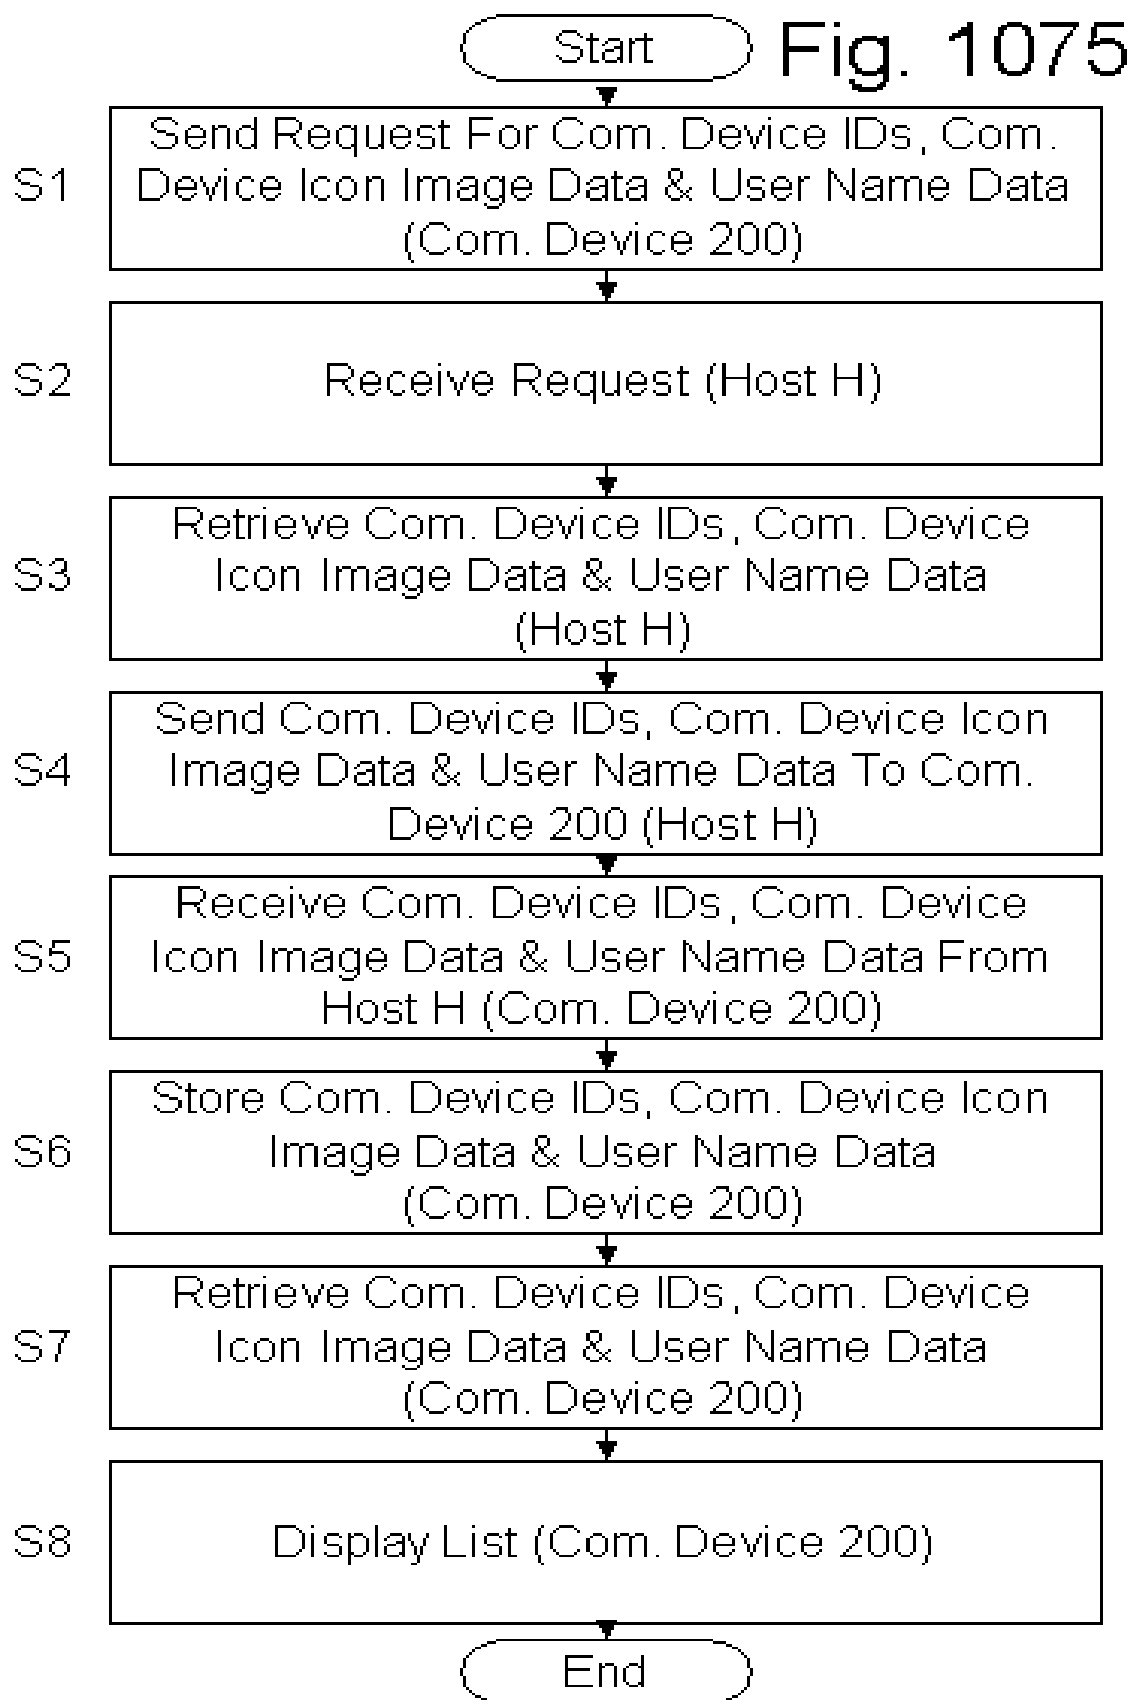 Start
Fig. 1075
S1
Send Request For Com. Device IDs, Com.
Device Icon Image Data & User Name Data
(Com. Device 200)
S2
Receive Request (Host H)
S3
Retrieve Com. Device IDs, Com. Device
Icon Image Data & User Name Data
(Host H)
S4
Send Com. Device IDs, Com. Device Icon
Image Data & User Name Data To Com.
Device 200 (Host H)
S5
Receive Com. Device IDs, Com. Device
Icon Image Data & User Name Data From
Host H (Com. Device 200)
S6
Store Com. Device IDs, Com. Device Icon
Image Data & User Name Data
(Com. Device 200)
S7
Retrieve Com. Device IDs, Com. Device
Icon Image Data & User Name Data
(Com. Device 200)
S8
Display List (Com. Device 200)
End